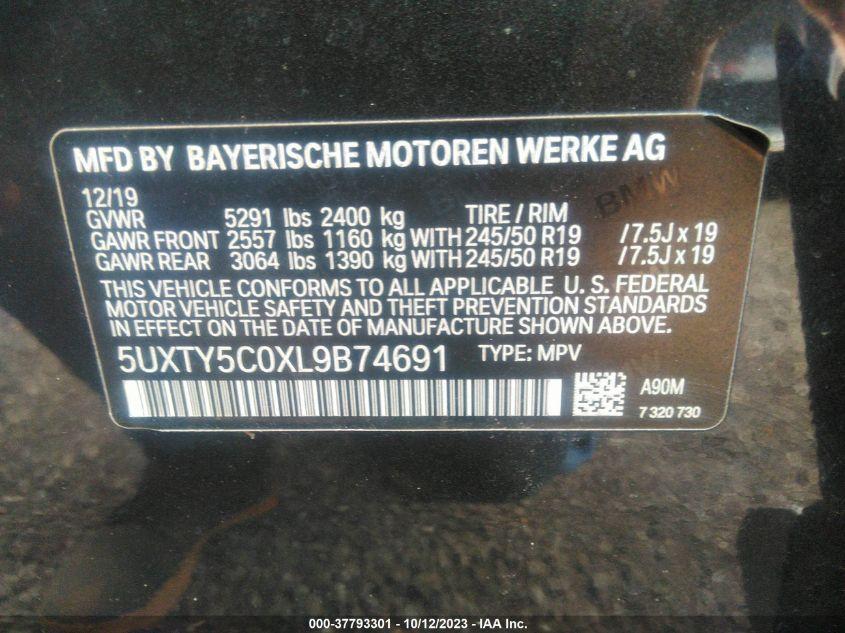 MFD BY BAYERISCHE MOTOREN WERKE AG
12/19
GVWR 5291 lbs 2400 kg TIRE / RIM
GAWR FRONT 2557 lbs 1160 kg WITH 245/50 R19 /7.5J x 19
GAWR REAR 3064 lbs 1390 kg WITH 245/50 R19 /7.5J x 19
THIS VEHICLE CONFORMS TO ALL APPLICABLE U. S. FEDERAL
MOTOR VEHICLE SAFETY AND THEFT PREVENTION STANDARDS
IN EFFECT ON THE DATE OF MANUFACTURE SHOWN ABOVE.
5UXTY5C0XL9B74691 TYPE: MPV
A90M
7 320 730
BMW
000-37793301 - 10/12/2023 - IAA Inc.